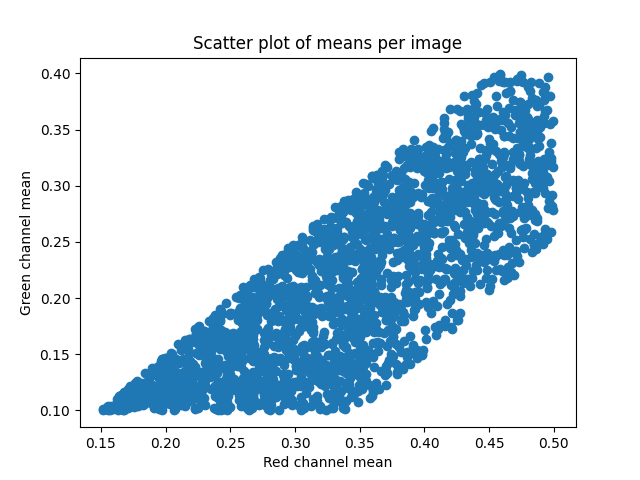 Scatter plot of means per image
Green channel mean
0.40
0.35
0.30
0.25
0.20
0.15
0.10
0.15 0.20 0.25 0.30 0.35 0.40 0.45 0.50
Red channel mean